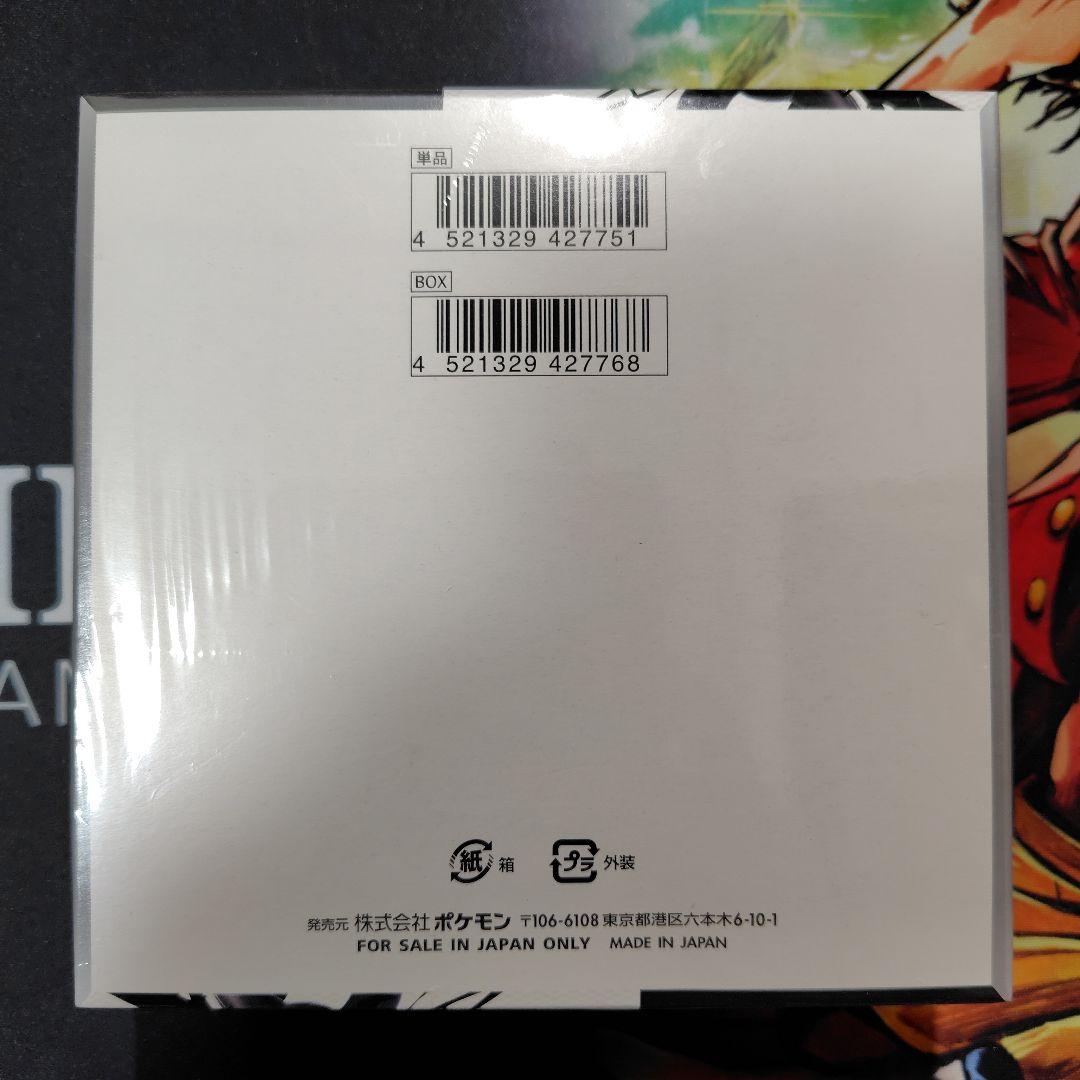 単品
4 521329 427751
BOX
4 521329 427768
紙 箱 プラ 外装
発売元 株式会社 ポケモン 〒106-6108 東京都港区六本木6-10-1
FOR SALE IN JAPAN ONLY MADE IN JAPAN